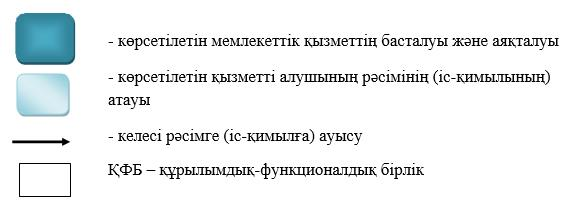 - көрсетілетін мемлекеттік қызметтің басталуы және аяқталуы
- көрсетілетін қызметті алушының рәсімінің (іс-қимылының)
атауы
- келесі рәсімге (іс-қимылға) ауысу
ҚФБ – құрылымдық-функционалдық бірлік